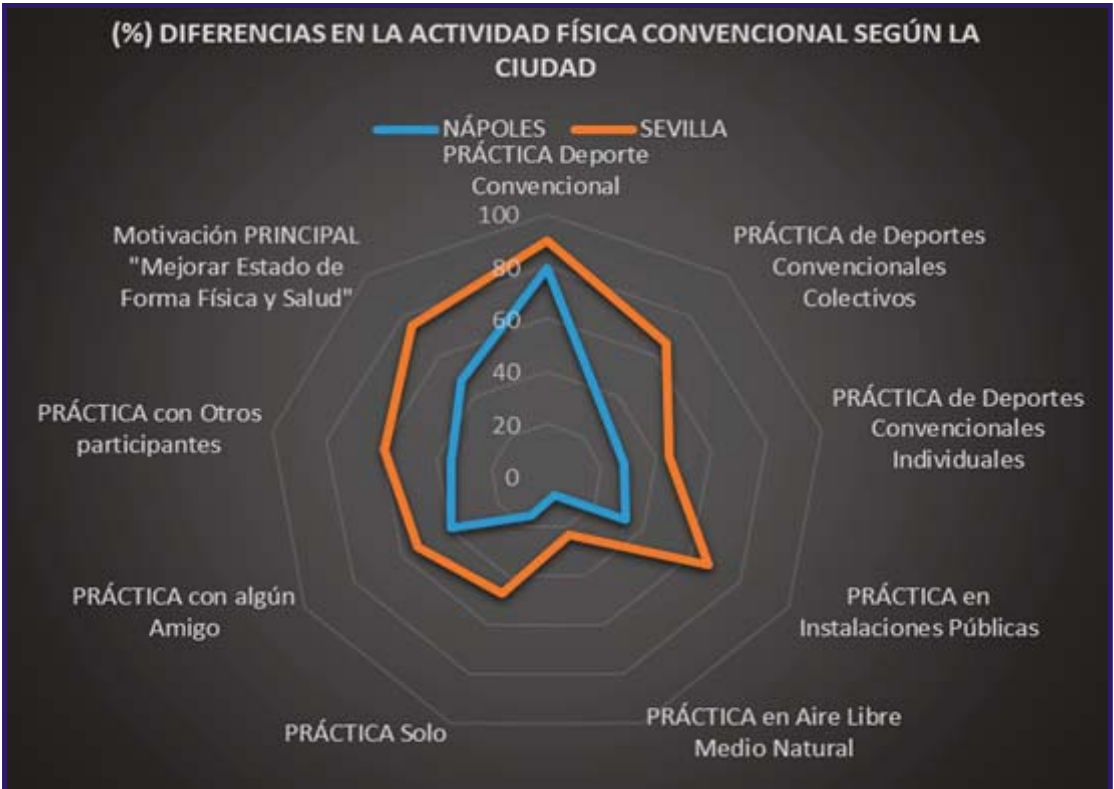 (%) DIFERENCIAS EN LA ACTIVIDAD FÍSICA CONVENCIONAL SEGÚN LA
CIUDAD
NÁPOLES
SEVILLA
PRÁCTICA Deporte
Convencional
PRÁCTICA de Deportes
Convencionales
Colectivos
PRÁCTICA de Deportes
Convencionales
Individuales
PRÁCTICA en
Instalaciones Públicas
PRÁCTICA en Aire Libre
Medio Natural
PRÁCTICA Solo
PRÁCTICA con algún
Amigo
PRÁCTICA con Otros
participantes
Motivación PRINCIPAL
"Mejorar Estado de
Forma Física y Salud"
100
80
60
40
20
0